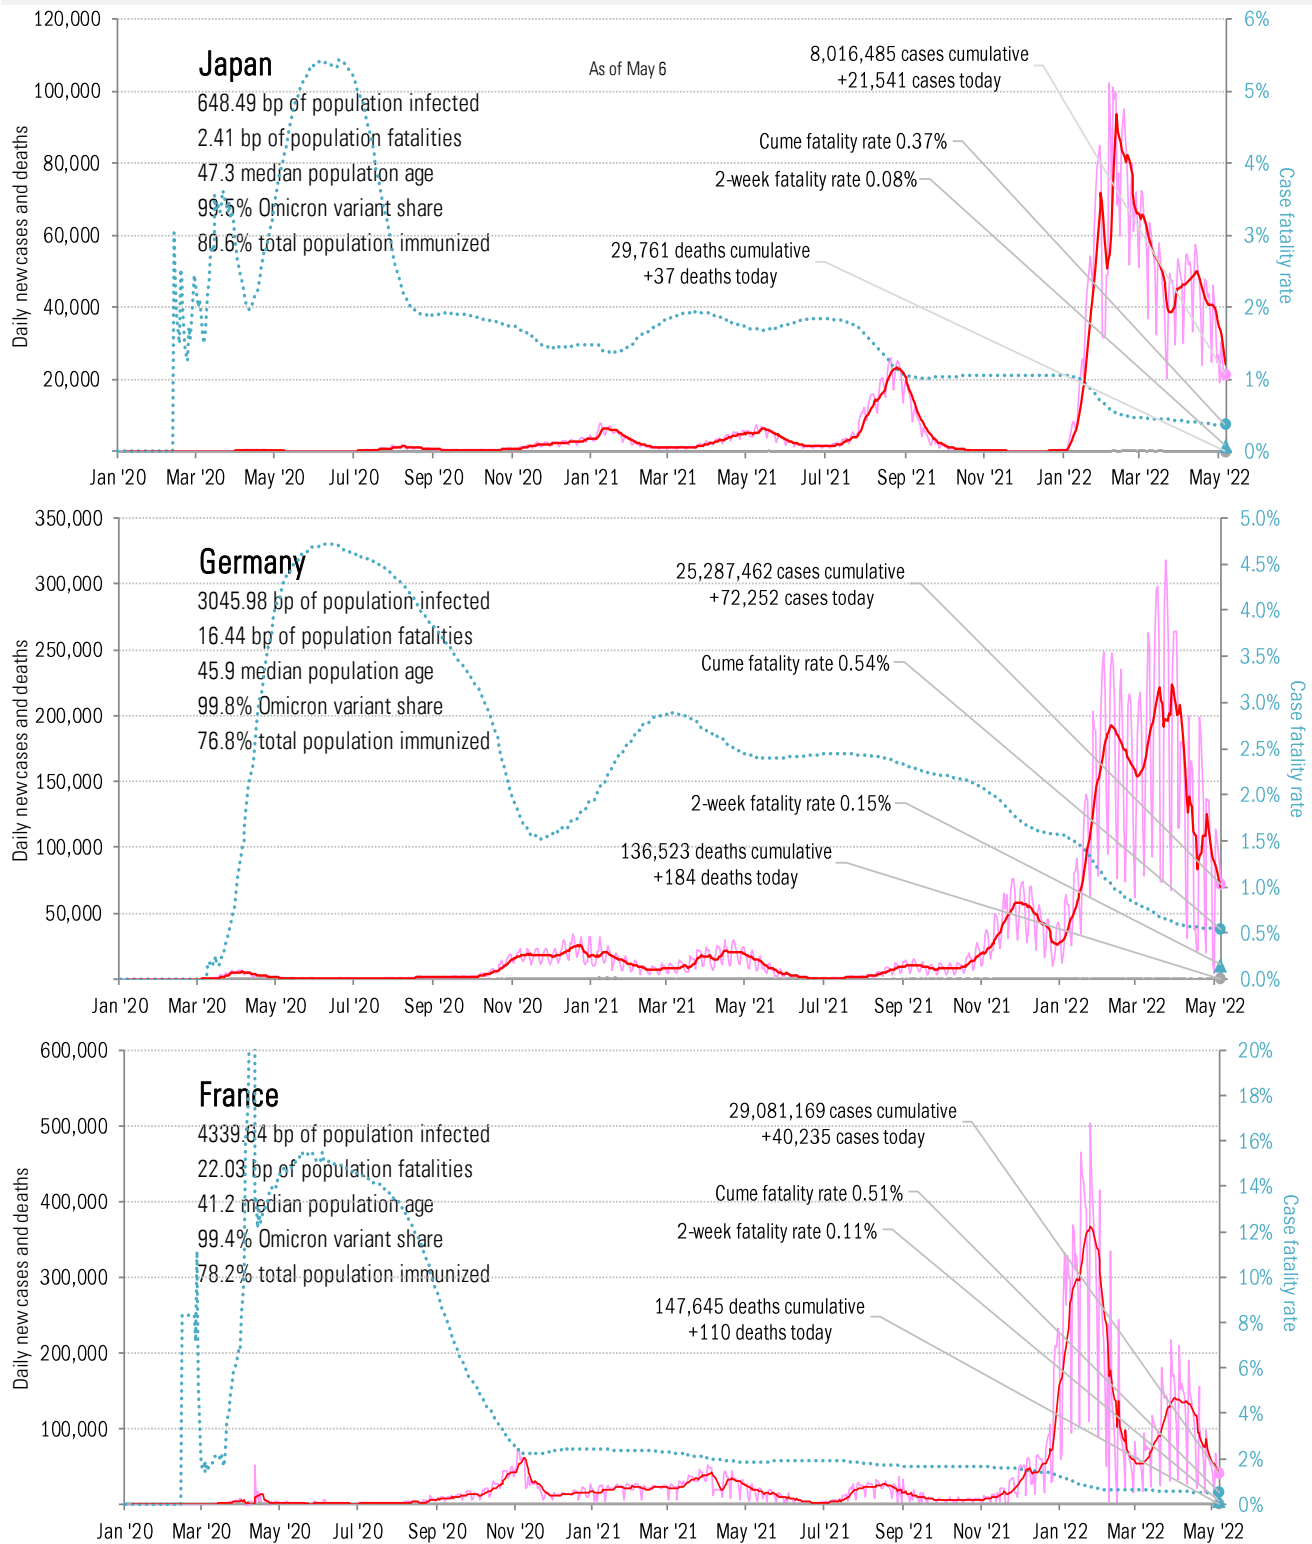 120,000
100,000
80,000
60,000
40,000
20,000
Daily new cases and deaths
6%
5%
4%
3%
2%
1%
0%
Case fatality rate
Japan
648.49 bp of population infected
2.41 bp of population fatalities
47.3 median population age
99.5% Omicron variant share
80.6% total population immunized
As of May 6
8,016,485 cases cumulative
+21,541 cases today
Cume fatality rate 0.37%
2-week fatality rate 0.08%
29,761 deaths cumulative
+37 deaths today
Jan '20 Mar '20 May '20 Jul '20 Sep '20 Nov '20 Jan '21 Mar '21 May '21 Jul '21 Sep '21 Nov '21 Jan '22 Mar '22 May '22
350,000
300,000
250,000
200,000
150,000
100,000
50,000
Daily new cases and deaths
5.0%
4.5%
4.0%
3.5%
3.0%
2.5%
2.0%
1.5%
1.0%
0.5%
0.0%
Case fatality rate
Germany
3045.98 bp of population infected
16.44 bp of population fatalities
45.9 median population age
99.8% Omicron variant share
76.8% total population immunized
25,287,462 cases cumulative
+72,252 cases today
Cume fatality rate 0.54%
2-week fatality rate 0.15%
136,523 deaths cumulative
+184 deaths today
Jan '20 Mar '20 May '20 Jul '20 Sep '20 Nov '20 Jan '21 Mar '21 May '21 Jul '21 Sep '21 Nov '21 Jan '22 Mar '22 May '22
600,000
500,000
400,000
300,000
200,000
100,000
Daily new cases and deaths
20%
18%
16%
14%
12%
10%
8%
6%
4%
2%
0%
Case fatality rate
France
4339.64 bp of population infected
22.03 bp of population fatalities
41.2 median population age
99.4% Omicron variant share
78.2% total population immunized
29,081,169 cases cumulative
+40,235 cases today
Cume fatality rate 0.51%
2-week fatality rate 0.11%
147,645 deaths cumulative
+110 deaths today
Jan '20 Mar '20 May '20 Jul '20 Sep '20 Nov '20 Jan '21 Mar '21 May '21 Jul '21 Sep '21 Nov '21 Jan '22 Mar '22 May '22